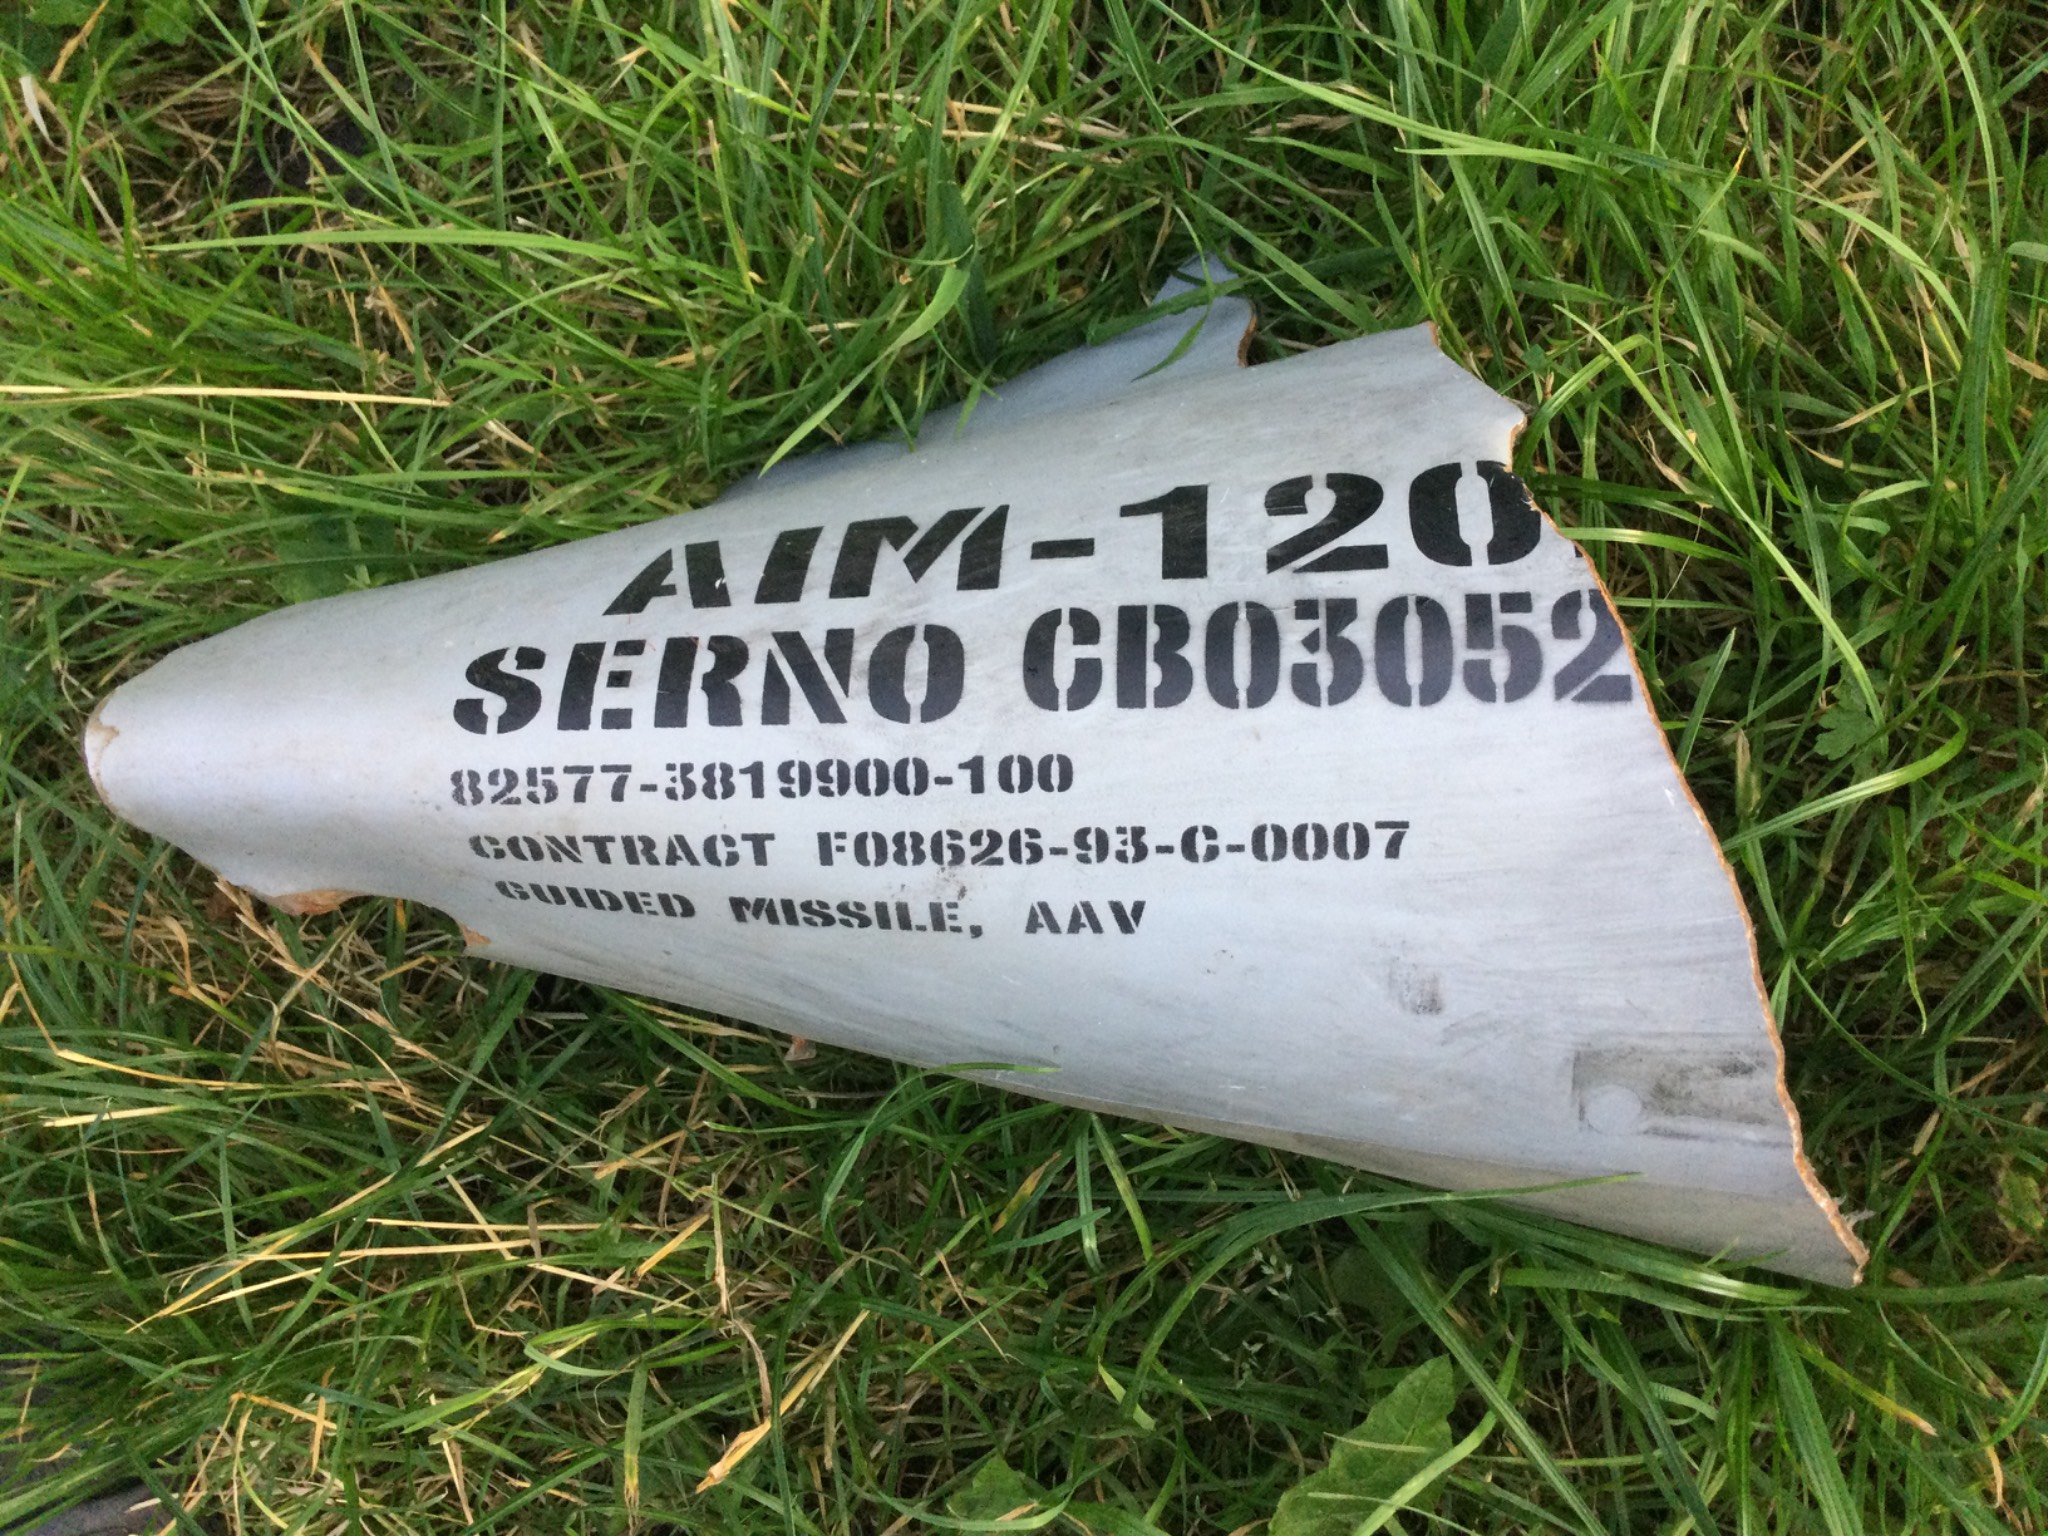 AIM-120
SERNO CB03052
82577-3819900-100
CONTRACT F08626-93-C-0007
GUIDED MISSILE, AAV